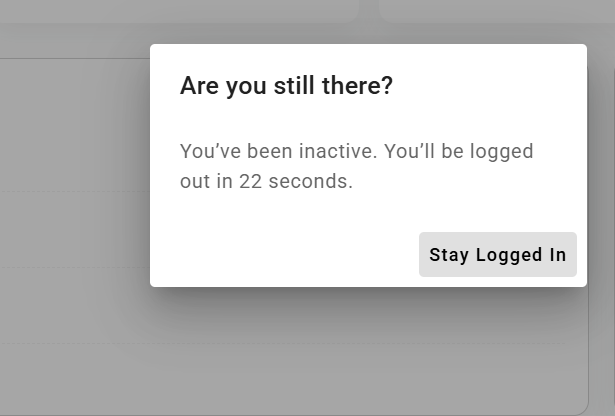 Are you still there?
You’ve been inactive. You’ll be logged
out in 22 seconds.
Stay Logged In